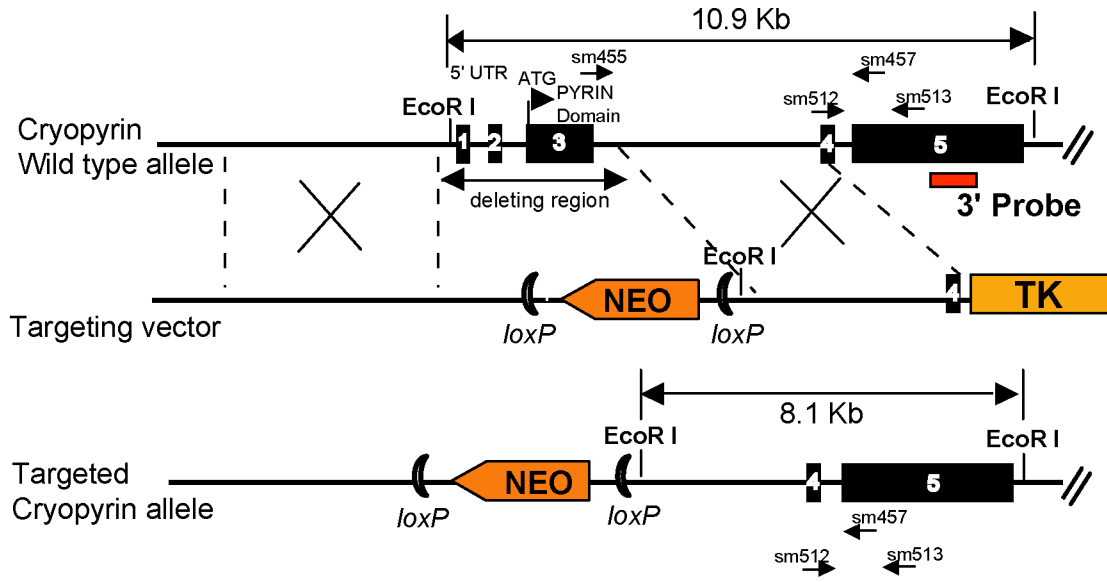 10.9 Kb
sm455
sm457
5' UTR
ATG
PYRIN
Domain
EcoR I
sm512
sm513
EcoR I
Cryopyrin
Wild type allele
1
2
3
4
5
deleting region
3' Probe
EcoR I
NEO
4
TK
Targeting vector
loxP
loxP
8.1 Kb
EcoR I
EcoR I
Targeted
Cryopyrin allele
NEO
4
5
loxP
loxP
sm457
sm512
sm513